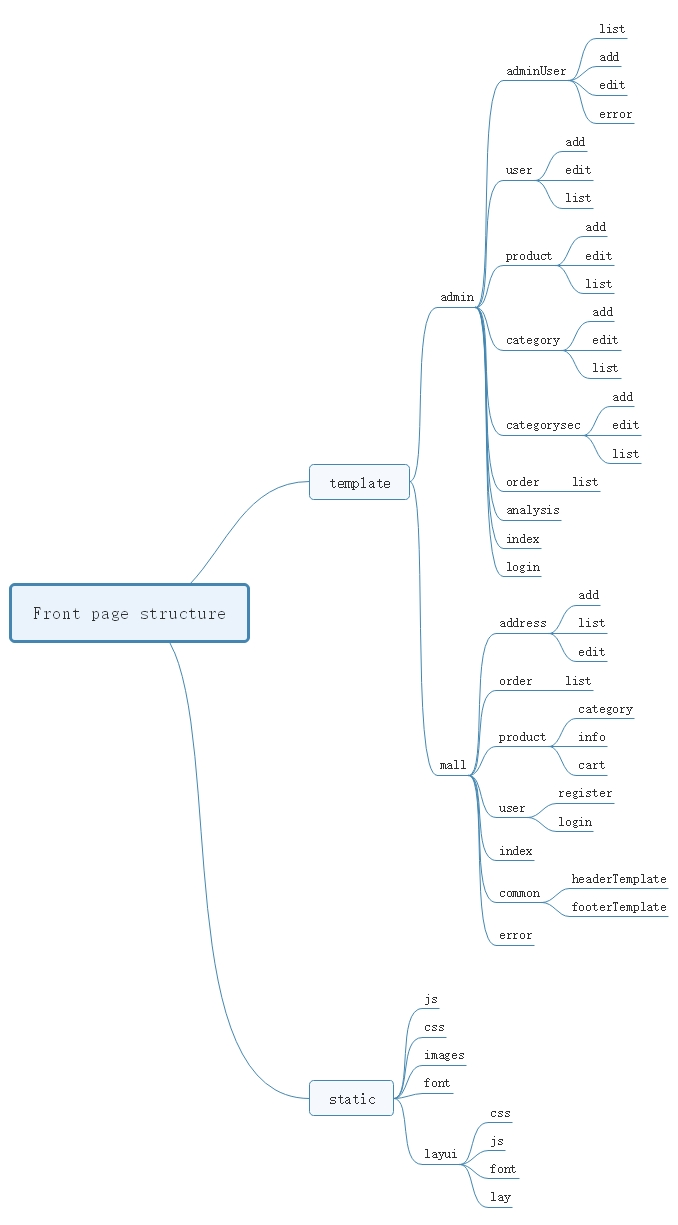 Front page structure
template
admin
adminUser
list
add
edit
error
user
add
edit
list
product
add
edit
list
category
add
edit
list
categorysec
add
edit
list
order
list
analysis
index
login
mall
address
add
list
edit
order
list
product
category
info
cart
user
register
login
index
common
headerTemplate
footerTemplate
error
static
js
css
images
font
layui
css
js
font
lay